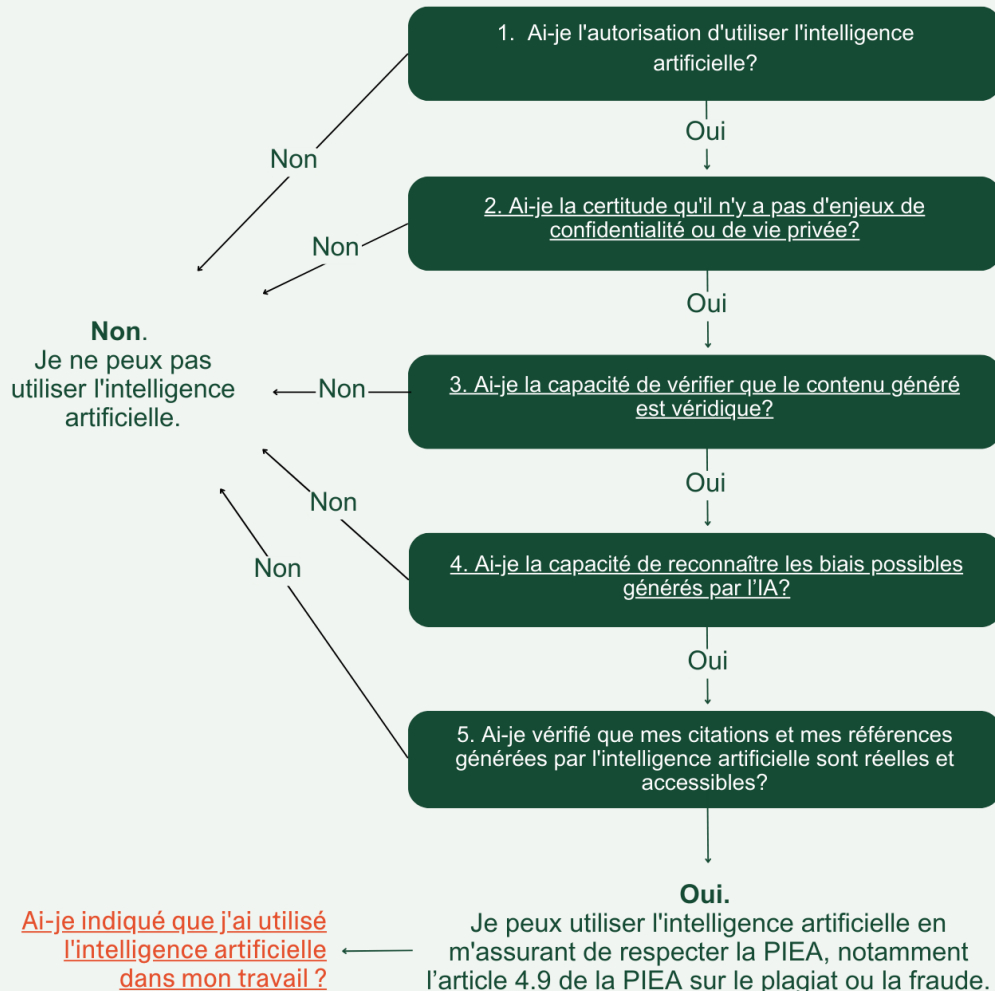 1. Ai-je l'autorisation d'utiliser l'intelligence
artificielle?
Oui
Non
2. Ai-je la certitude qu'il n'y a pas d'enjeux de
confidentialité ou de vie privée?
Non
Oui
Non.
Je ne peux pas
utiliser l'intelligence
artificielle.
3. Ai-je la capacité de vérifier que le contenu généré
est véridique?
Non
Oui
Non
4. Ai-je la capacité de reconnaître les biais possibles
générés par l’IA?
Non
Oui
5. Ai-je vérifié que mes citations et mes références
générées par l'intelligence artificielle sont réelles et
accessibles?
Oui.
Je peux utiliser l'intelligence artificielle en
m'assurant de respecter la PIEA, notamment
l’article 4.9 de la PIEA sur le plagiat ou la fraude.
Ai-je indiqué que j'ai utilisé
l'intelligence artificielle
dans mon travail ?